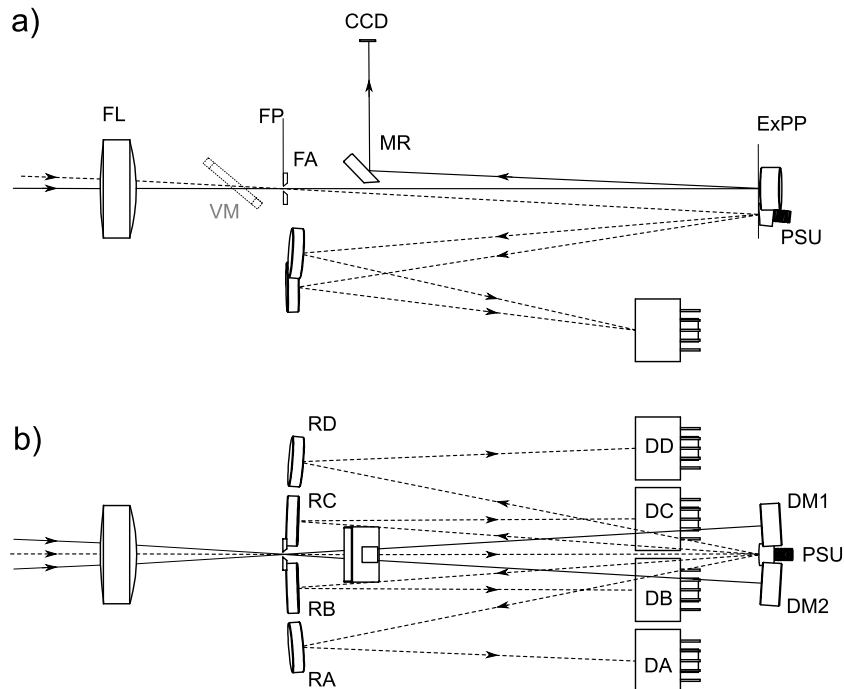 a)
CCD
FL
FP
FA
MR
ExPP
VM
PSU
b)
RD
DD
RC
DC
DM1
PSU
DB
DM2
RB
DA
RA